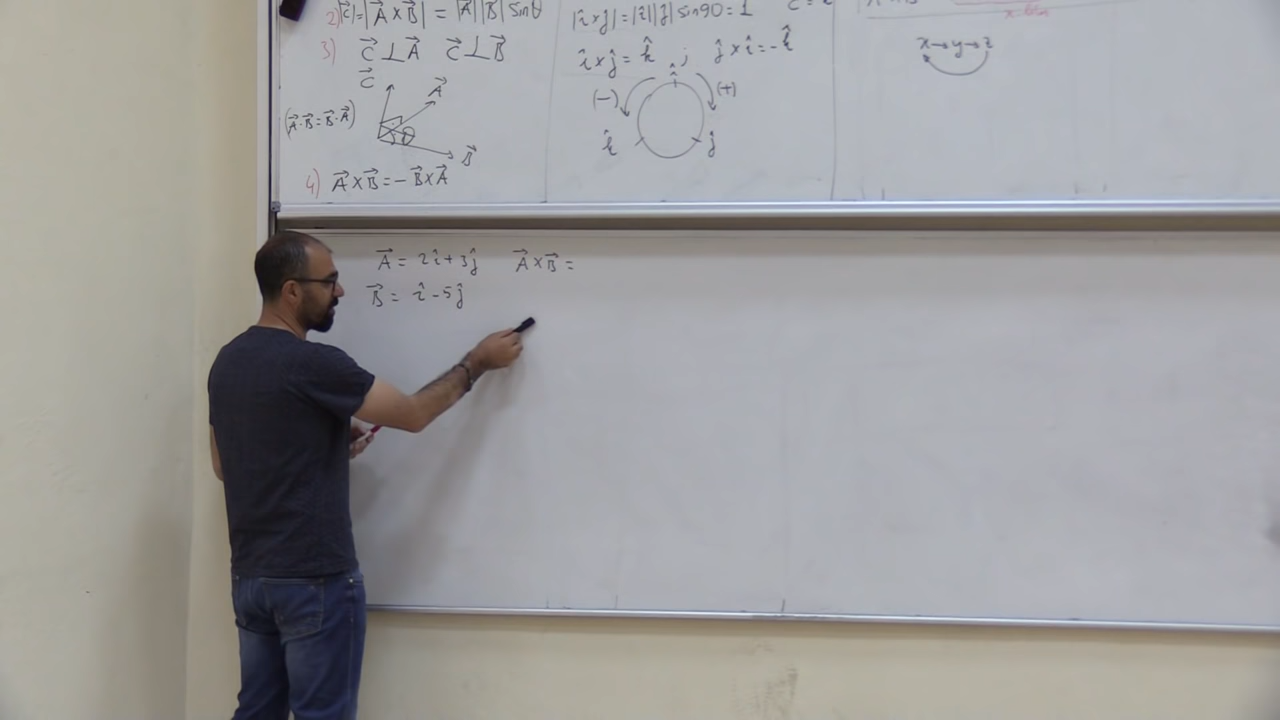 2) |C⃗| = |A⃗ × B⃗| = |A⃗| |B⃗| sinθ
3) C⃗ ⊥ A⃗ C⃗ ⊥ B⃗
C⃗
A⃗
(A⃗ · B⃗ = B⃗ · A⃗)
θ
B⃗
4) A⃗ × B⃗ = - B⃗ × A⃗
|î × ĵ| = |î| |ĵ| sin90 = 1
î × ĵ = k̂ ; ĵ × î = -k̂
î
(-) (+)
k̂ ĵ
x → y → z
A⃗ = 2î + 3ĵ A⃗ × B⃗ =
B⃗ = î - 5ĵ